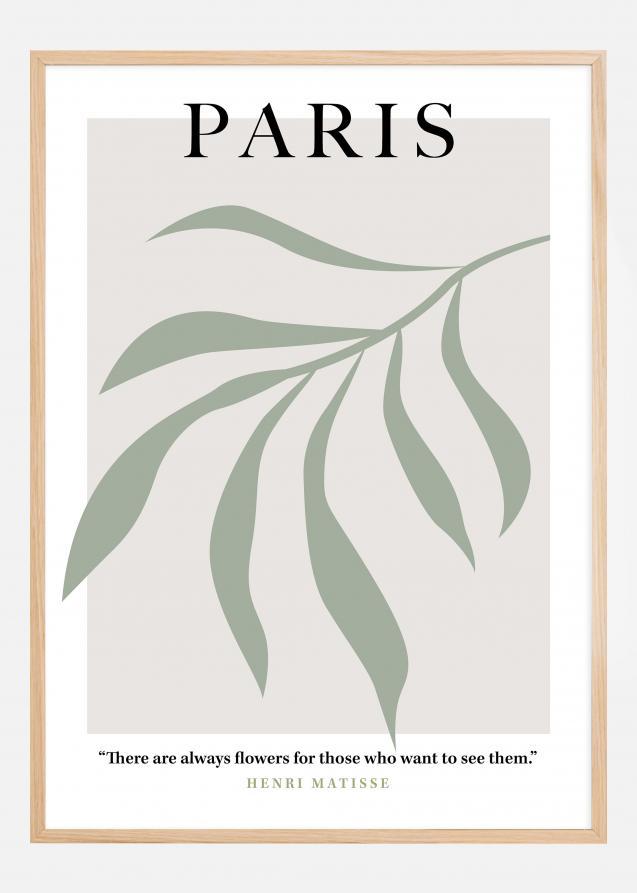 PARIS
“There are always flowers for those who want to see them.”
HENRI MATISSE